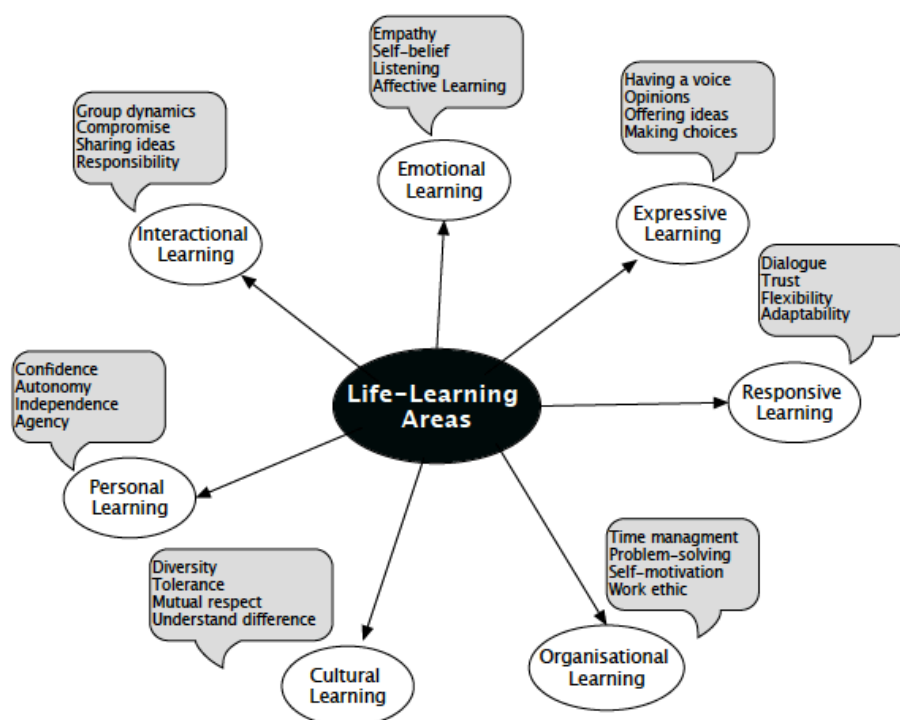 Empathy
Self-belief
Listening
Affective Learning
Emotional
Learning
Having a voice
Opinions
Offering ideas
Making choices
Expressive
Learning
Group dynamics
Compromise
Sharing ideas
Responsibility
Interactional
Learning
Dialogue
Trust
Flexibility
Adaptability
Responsive
Learning
Life-Learning
Areas
Confidence
Autonomy
Independence
Agency
Personal
Learning
Diversity
Tolerance
Mutual respect
Understand difference
Cultural
Learning
Time managment
Problem-solving
Self-motivation
Work ethic
Organisational
Learning